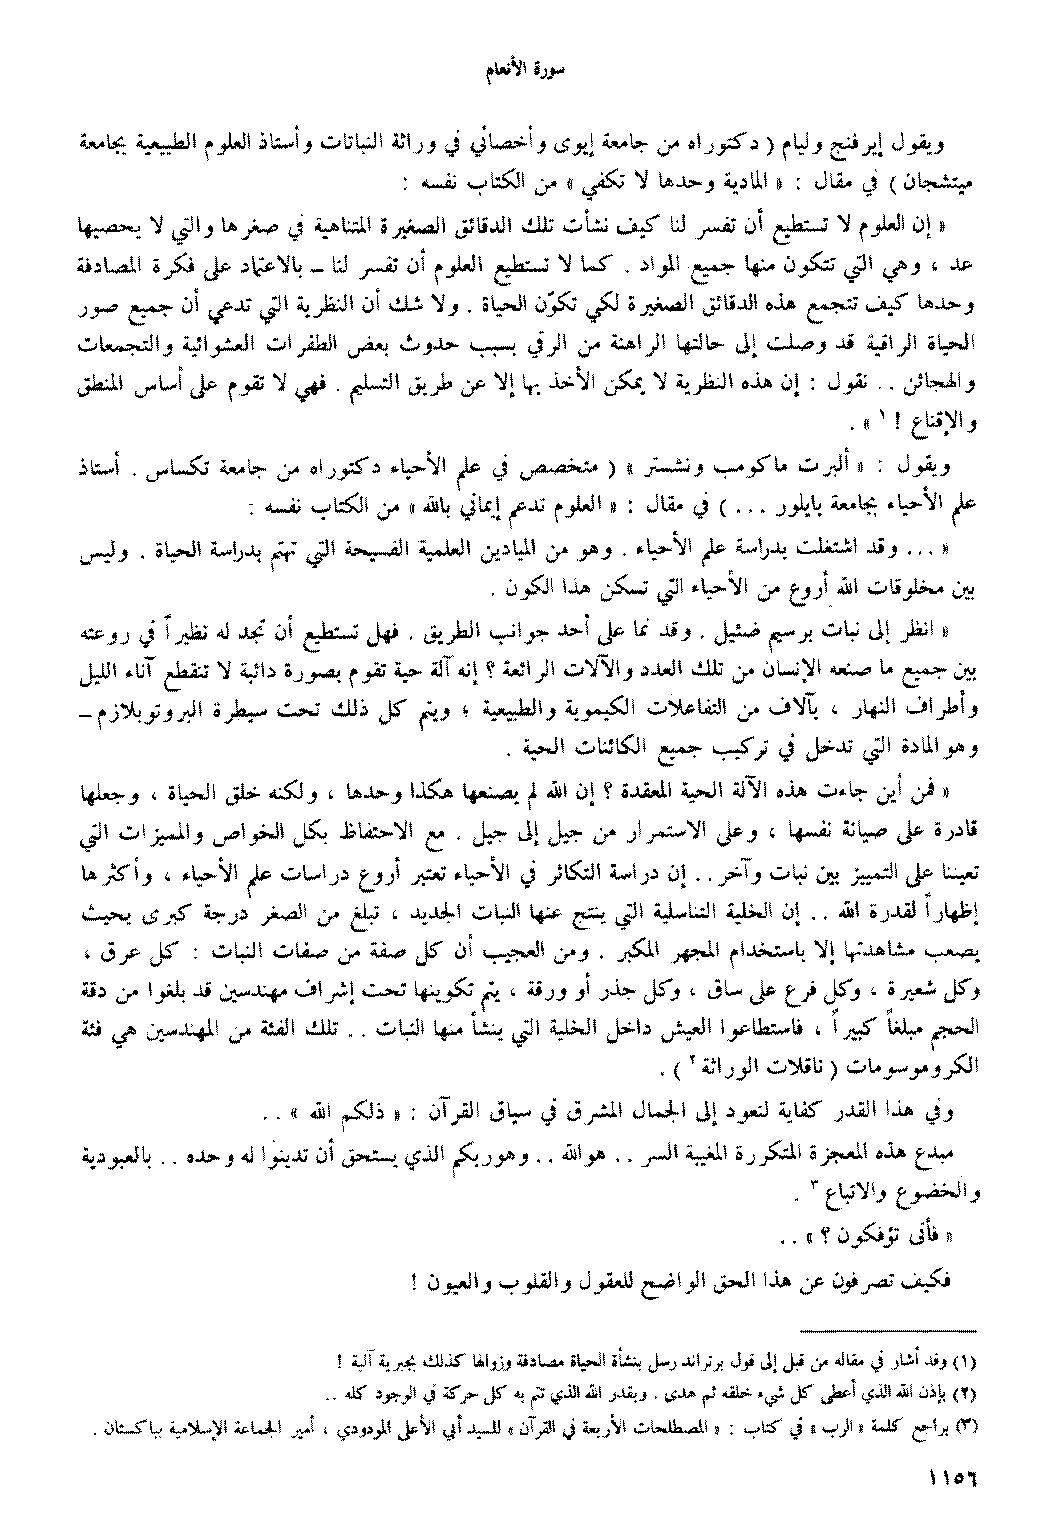 سورة الأنعام
ويقول إيرفنج وليام ( دكتوراه من جامعة إيوى وأخصائي في وراثة النباتات وأستاذ العلوم الطبيعية بجامعة
ميتشجان ) في مقال : « المادية وحدها لا تكفي » من الكتاب نفسه :
« إن العلوم لا تستطيع أن تفسر لنا كيف نشأت تلك الدقائق الصغيرة المتناهية في صغرها والتي لا يحصيها
عد ، وهي التي تتكون منها جميع المواد . كما لا تستطيع العلوم أن تفسر لنا – بالاعتماد على فكرة المصادفة
وحدها كيف تتجمع هذه الدقائق الصغيرة لكي تكوّن الحياة . ولا شك أن النظرية التي تدعي أن جميع صور
الحياة الراقية قد وصلت إلى حالتها الراهنة من الرقي بسبب حدوث بعض الطفرات العشوائية والتجمعات
والهجائن .. نقول : إن هذه النظرية لا يمكن الأخذ بها إلا عن طريق التسليم . فهي لا تقوم على أساس المنطق
والإقناع ! ١ » .
ويقول : « ألبرت ماكومب ونشستر » ( متخصص في علم الأحياء دكتوراه من جامعة تكساس . أستاذ
علم الأحياء بجامعة بايلور ... ) في مقال : « العلوم تدعم إيماني بالله » من الكتاب نفسه :
« ... وقد اشتغلت بدراسة علم الأحياء . وهو من الميادين العلمية الفسيحة التي تهتم بدراسة الحياة . وليس
بين مخلوقات الله أروع من الأحياء التي تسكن هذا الكون .
« انظر إلى نبات برسيم ضئيل . وقد نما على أحد جوانب الطريق . فهل تستطيع أن تجد له نظيراً في روعته
بين جميع ما صنعه الإنسان من تلك العدد والآلات الرائعة ؟ إنه آلة حية تقوم بصورة دائبة لا تنقطع آناء الليل
وأطراف النهار ، بآلاف من التفاعلات الكيموية والطبيعية ؛ ويتم كل ذلك تحت سيطرة البروتوبلازم –
وهو المادة التي تدخل في تركيب جميع الكائنات الحية .
« فمن أين جاءت هذه الآلة الحية المعقدة ؟ إن الله لم يصنعها هكذا وحدها ، ولكنه خلق الحياة ، وجعلها
قادرة على صيانة نفسها ، وعلى الاستمرار من جيل إلى جيل . مع الاحتفاظ بكل الخواص والمميزات التي
تعيننا على التمييز بين نبات وآخر .. إن دراسة التكاثر في الأحياء تعتبر أروع دراسات علم الأحياء ، وأكثرها
إظهاراً لقدرة الله .. إن الخلية التناسلية التي ينتج عنها النبات الجديد ، تبلغ من الصغر درجة كبرى بحيث
يصعب مشاهدتها إلا باستخدام المجهر المكبر . ومن العجيب أن كل صفة من صفات النبات : كل عرق ،
وكل شعيرة ، وكل فرع على ساق ، وكل جذر أو ورقة ، يتم تكوينها تحت إشراف مهندسين قد بلغوا من دقة
الحجم مبلغاً كبيراً ، فاستطاعوا العيش داخل الخلية التي ينشأ منها النبات .. تلك الفئة من المهندسين هي فئة
الكروموسومات ( ناقلات الوراثة ٢ ) .
وفي هذا القدر كفاية لنعود إلى الجمال المشرق في سياق القرآن : « ذلكم الله » ..
مبدع هذه المعجزة المتكررة المغيبة السر .. هو الله .. وهو ربكم الذي يستحق أن تدينوا له وحده .. بالعبودية
والخضوع والاتباع ٣ .
« فأنى تؤفكون ؟ » ..
فكيف تصرفون عن هذا الحق الواضح للعقول والقلوب والعيون !
(١) وقد أشار في مقاله من قبل إلى قول برتراند رسل بنشأة الحياة مصادفة وزوالها كذلك بجبرية آلية !
(٢) بإذن الله الذي أعطى كل شيء خلقه ثم هدى . وبقدر الله الذي تتم به كل حركة في الوجود كله ..
(٣) يراجع كلمة « الرب » في كتاب : « المصطلحات الأربعة في القرآن » للسيد أبي الأعلى المودودي ، أمير الجماعة الإسلامية بباكستان .
١١٥٦